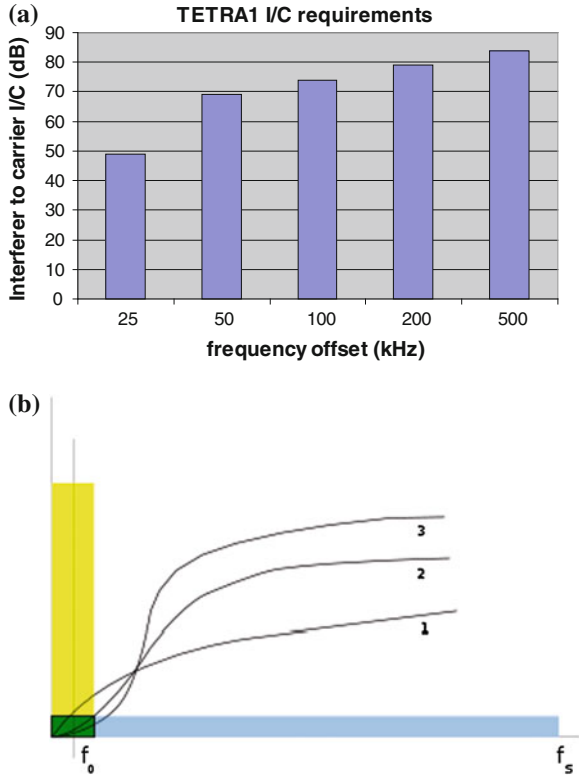 (a)
TETRA1 I/C requirements
Interferer to carrier I/C (dB)
90
80
70
60
50
40
30
20
10
0
25 50 100 200 500
frequency offset (kHz)
(b)
3
2
1
f₀ fₛ